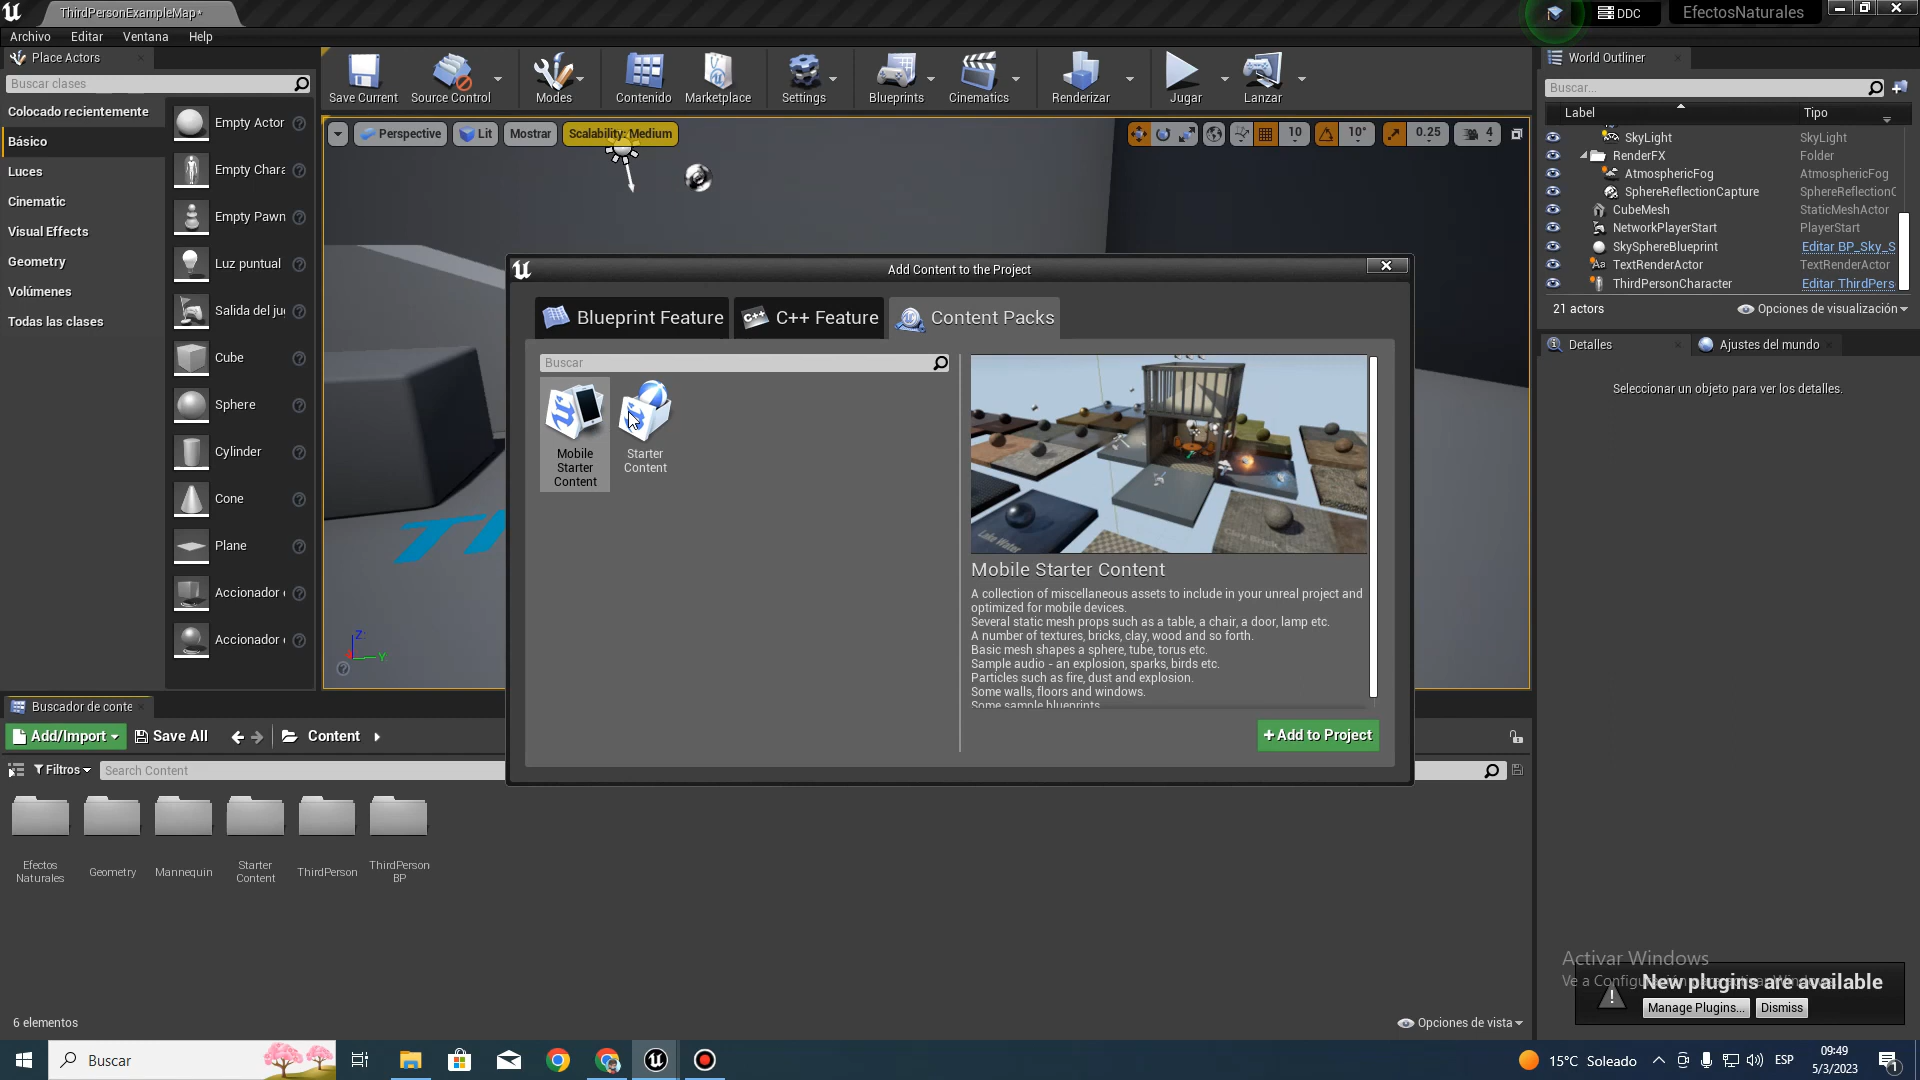 ThirdPersonExampleMap*
DDC
EfectosNaturales
Archivo
Editar
Ventana
Help
Place Actors
Buscar clases
Colocado recientemente
Básico
Luces
Cinematic
Visual Effects
Geometry
Volúmenes
Todas las clases
Empty Actor
Empty Chara
Empty Pawn
Luz puntual
Salida del jug
Cube
Sphere
Cylinder
Cone
Plane
Accionador
Accionador
Save Current
Source Control
Modes
Contenido
Marketplace
Settings
Blueprints
Cinematics
Renderizar
Jugar
Lanzar
Perspective
Lit
Mostrar
Scalability: Medium
10
10°
0.25
4
Z
Y
World Outliner
Buscar...
Label
Tipo
SkyLight
SkyLight
RenderFX
Folder
AtmosphericFog
AtmosphericFog
SphereReflectionCapture
SphereReflectionC
CubeMesh
StaticMeshActor
NetworkPlayerStart
PlayerStart
SkySphereBlueprint
Editar BP_Sky_S
TextRenderActor
TextRenderActor
ThirdPersonCharacter
Editar ThirdPers
21 actors
Opciones de visualización
Detalles
Ajustes del mundo
Seleccionar un objeto para ver los detalles.
Add Content to the Project
Blueprint Feature
C++ Feature
Content Packs
Buscar
Mobile
Starter
Content
Starter
Content
Mobile Starter Content
A collection of miscellaneous assets to include in your unreal project and
optimized for mobile devices.
Several static mesh props such as a table, a chair, a door, lamp etc.
A number of textures, bricks, clay, wood and so forth.
Basic mesh shapes a sphere, tube, torus etc.
Sample audio - an explosion, sparks, birds etc.
Particles such as fire, dust and explosion.
Some walls, floors and windows.
Some sample blueprints
+Add to Project
Buscador de conte
Add/Import
Save All
Content
Filtros
Search Content
Efectos
Naturales
Geometry
Mannequin
Starter
Content
ThirdPerson
ThirdPerson
BP
6 elementos
Opciones de vista
Activar Windows
New plugins are available
Manage Plugins...
Dismiss
Buscar
15°C Soleado
ESP
09:49
5/3/2023
1